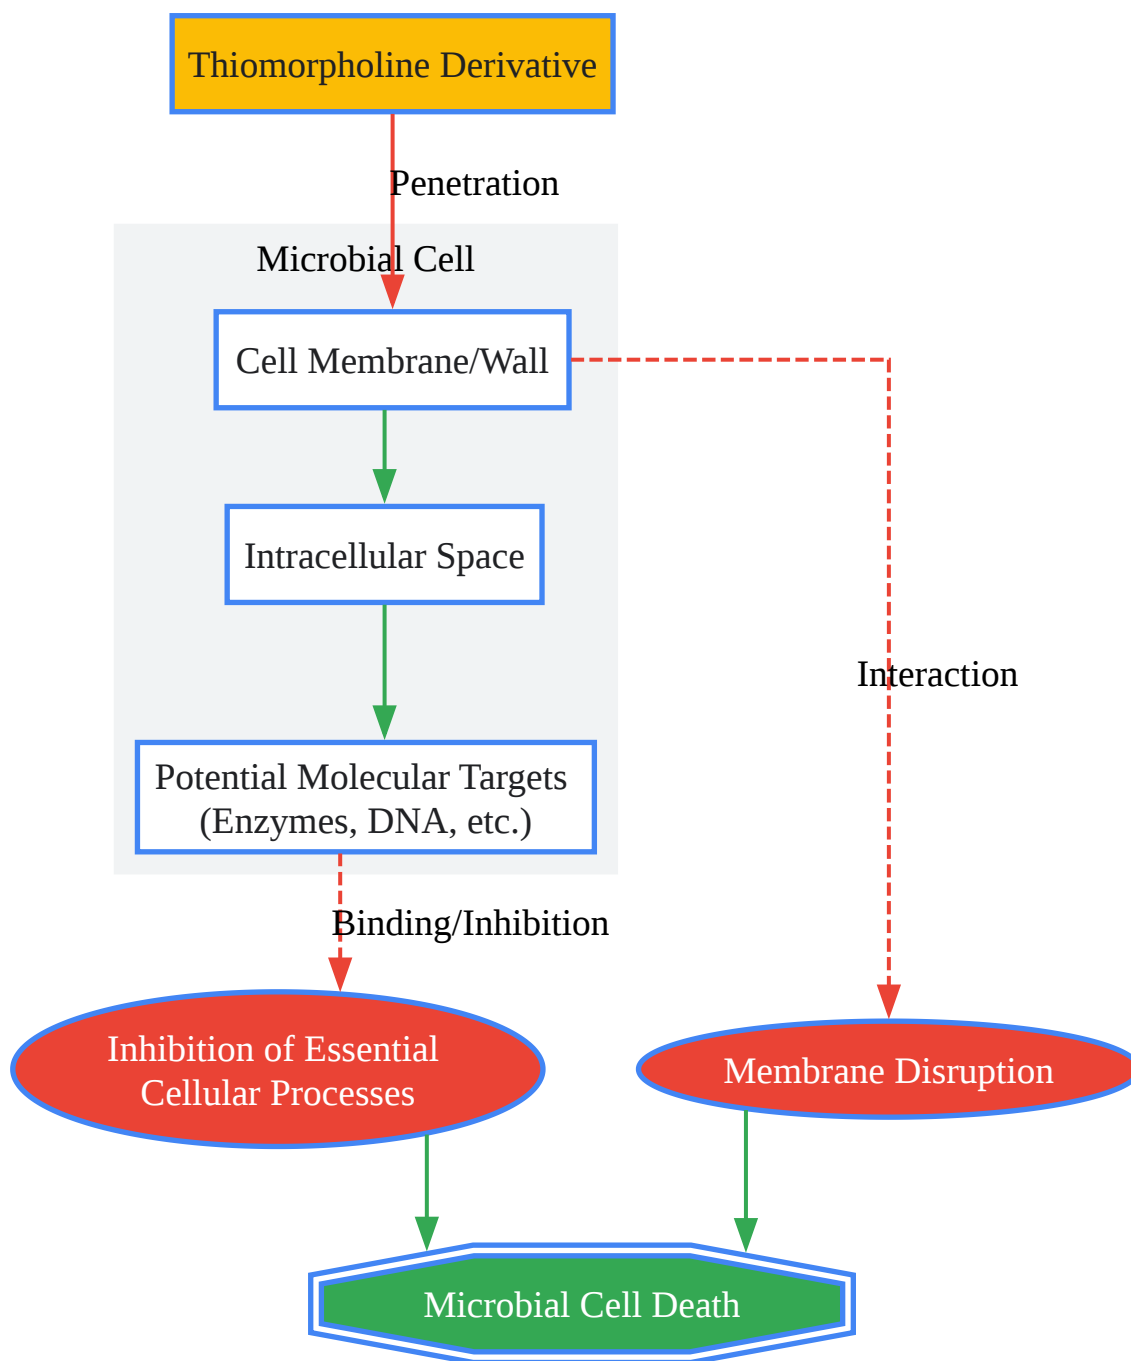 Thiomorpholine Derivative
Penetration
Microbial Cell
Cell Membrane/Wall
Intracellular Space
Interaction
Potential Molecular Targets
(Enzymes, DNA, etc.)
Binding/Inhibition
Inhibition of Essential
Cellular Processes
Membrane Disruption
Microbial Cell Death